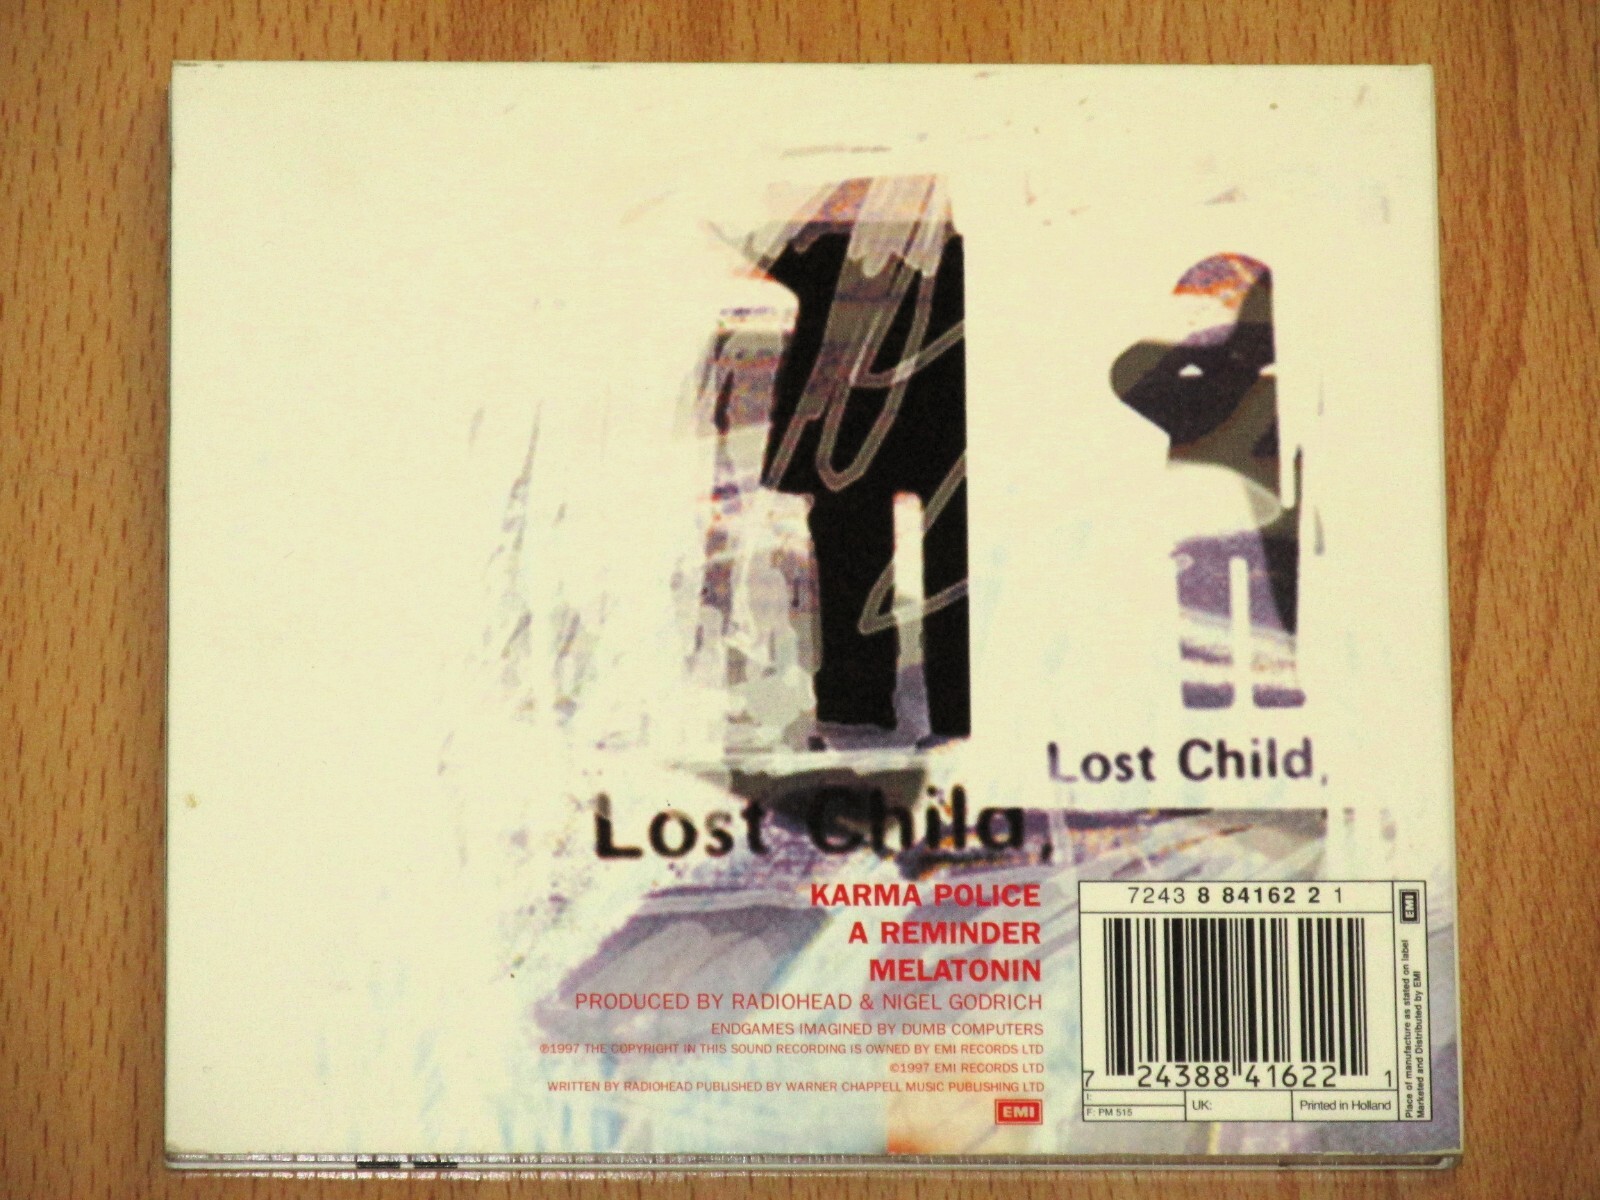 Lost Child,
Lost Child,
KARMA POLICE
A REMINDER
MELATONIN
PRODUCED BY RADIOHEAD & NIGEL GODRICH
ENDGAMES IMAGINED BY DUMB COMPUTERS
℗1997 THE COPYRIGHT IN THIS SOUND RECORDING IS OWNED BY EMI RECORDS LTD
©1997 EMI RECORDS LTD
WRITTEN BY RADIOHEAD PUBLISHED BY WARNER CHAPPELL MUSIC PUBLISHING LTD
EMI
7243 8 84162 2 1
7 24388 41622 1
I:
F: PM 515
UK:
Printed in Holland
EMI
Place of manufacture as stated on label
Marketed and Distributed by EMI